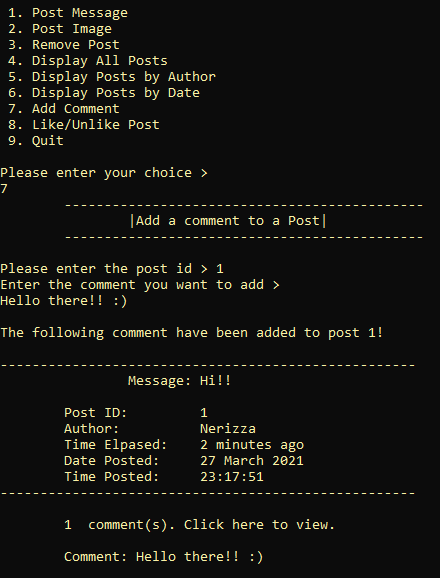 1. Post Message
2. Post Image
3. Remove Post
4. Display All Posts
5. Display Posts by Author
6. Display Posts by Date
7. Add Comment
8. Like/Unlike Post
9. Quit
Please enter your choice >
7
---------------------------------------------
|Add a comment to a Post|
---------------------------------------------
Please enter the post id > 1
Enter the comment you want to add >
Hello there!! :)
The following comment have been added to post 1!
----------------------------------------------------
Message: Hi!!
Post ID: 1
Author: Nerizza
Time Elpased: 2 minutes ago
Date Posted: 27 March 2021
Time Posted: 23:17:51
----------------------------------------------------
1 comment(s). Click here to view.
Comment: Hello there!! :)